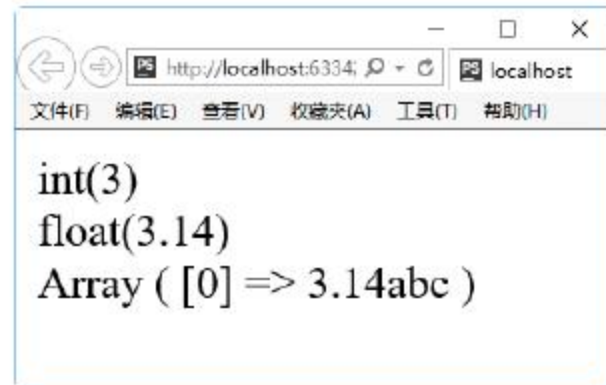 http://localhost:6334
localhost
文件(F) 编辑(E) 查看(V) 收藏夹(A) 工具(T) 帮助(H)
int(3)
float(3.14)
Array ( [0] => 3.14abc )